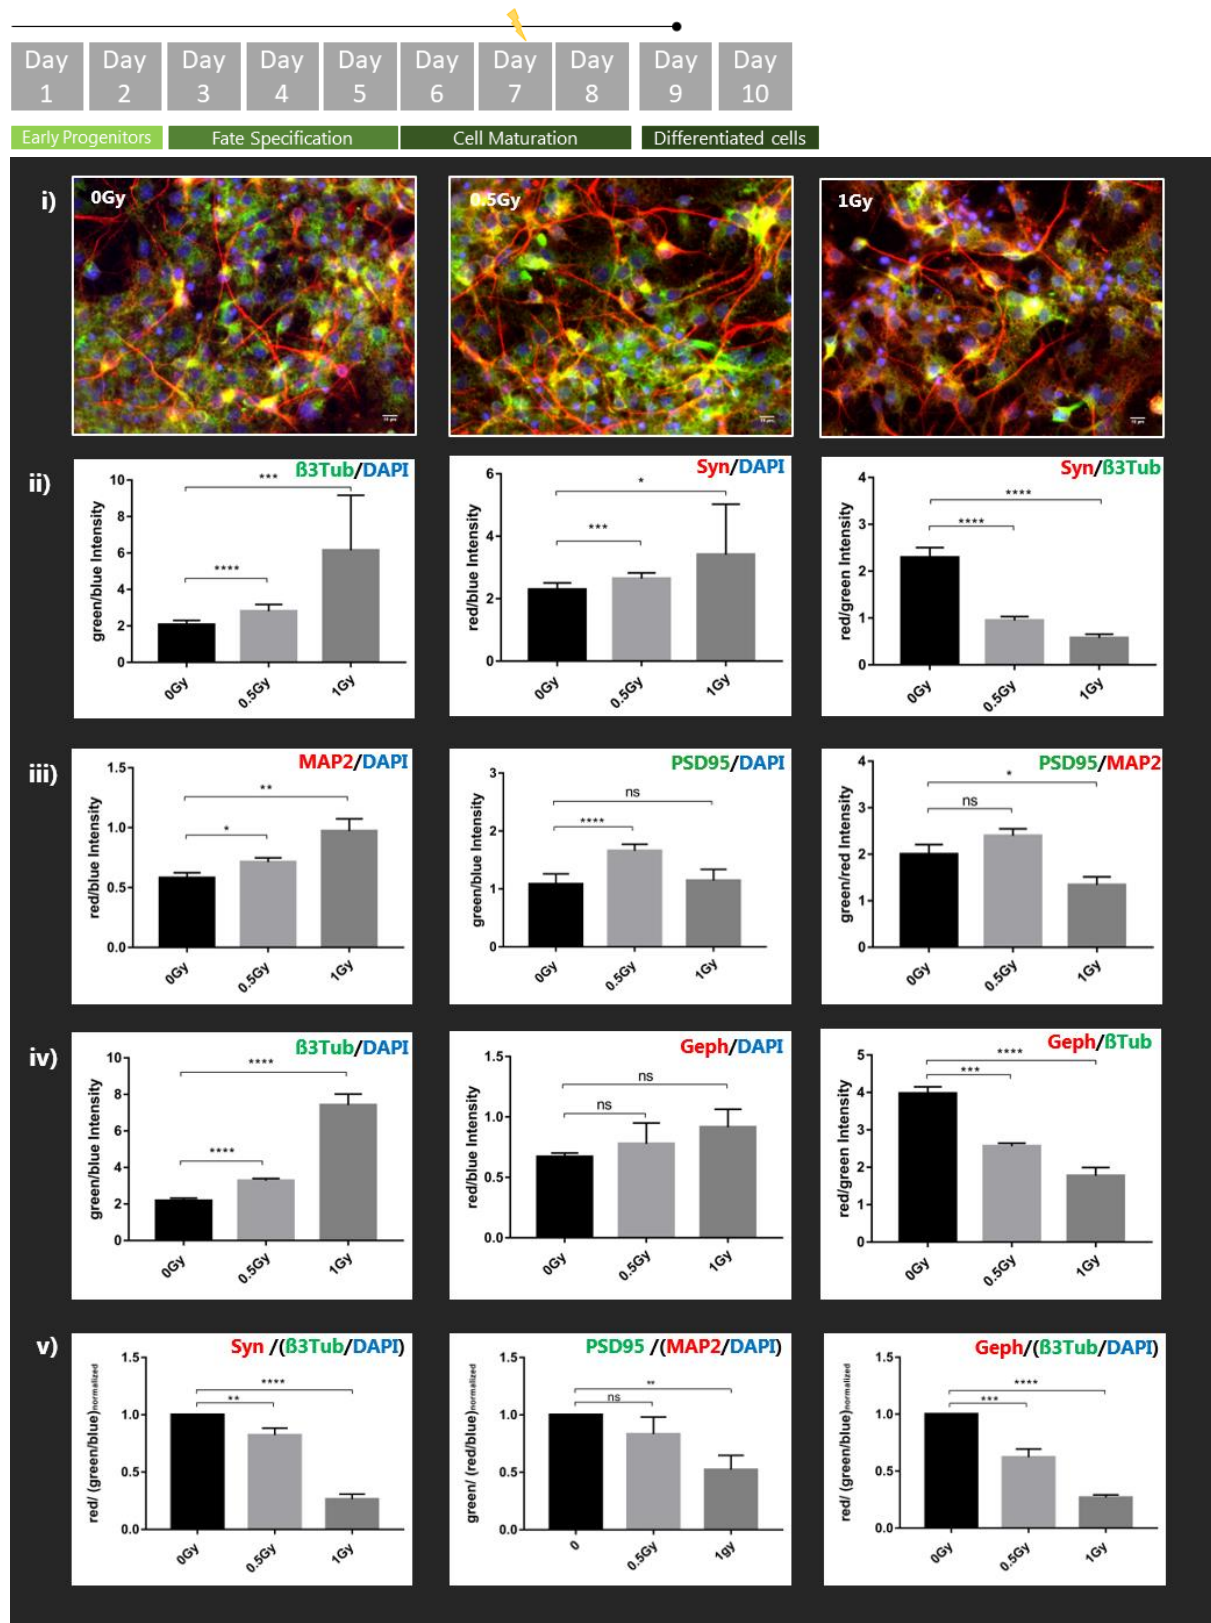 Day 1 Day 2 Day 3 Day 4 Day 5 Day 6 Day 7 Day 8 Day 9 Day 10
Early Progenitors Fate Specification Cell Maturation Differentiated cells
i)
0Gy 0.5Gy 1Gy
ii)
ß3Tub/DAPI
green/blue Intensity
10
8
6
4
2
0
*** 
****
0Gy 0.5Gy 1Gy
Syn/DAPI
red/blue Intensity
6
4
2
0
*
***
0Gy 0.5Gy 1Gy
Syn/ß3Tub
red/green Intensity
4
3
2
1
0
****
****
0Gy 0.5Gy 1Gy
iii)
MAP2/DAPI
red/blue Intensity
1.5
1.0
0.5
0.0
**
*
0Gy 0.5Gy 1Gy
PSD95/DAPI
green/blue Intensity
3
2
1
0
ns
****
0Gy 0.5Gy 1Gy
PSD95/MAP2
green/red Intensity
4
3
2
1
0
*
ns
0Gy 0.5Gy 1Gy
iv)
ß3Tub/DAPI
green/blue Intensity
10
8
6
4
2
0
****
****
0Gy 0.5Gy 1Gy
Geph/DAPI
red/blue Intensity
1.5
1.0
0.5
0.0
ns
ns
0Gy 0.5Gy 1Gy
Geph/ßTub
red/green Intensity
5
4
3
2
1
0
****
***
0Gy 0.5Gy 1Gy
v)
Syn /(ß3Tub/DAPI)
red/ (green/blue)normalized
1.5
1.0
0.5
0.0
****
**
0Gy 0.5Gy 1Gy
PSD95 /(MAP2/DAPI)
green/ (red/blue)normalized
1.5
1.0
0.5
0.0
**
ns
0 0.5Gy 1gy
Geph/(ß3Tub/DAPI)
red/ (green/blue)normalized
1.5
1.0
0.5
0.0
****
***
0Gy 0.5Gy 1Gy